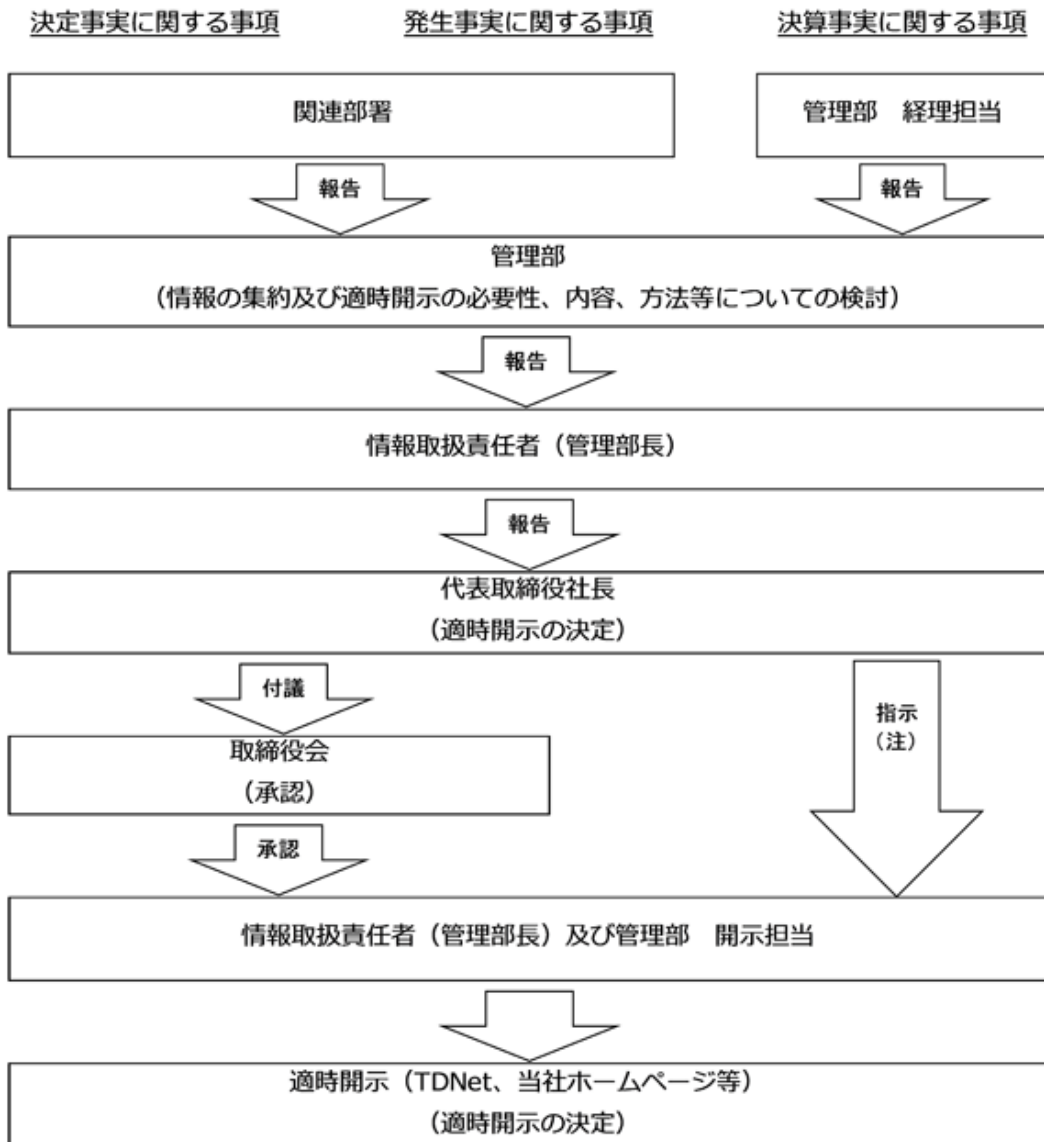 決定事実に関する事項
発生事実に関する事項
決算事実に関する事項
関連部署
管理部　経理担当
報告
報告
管理部
（情報の集約及び適時開示の必要性、内容、方法等についての検討）
報告
情報取扱責任者（管理部長）
報告
代表取締役社長
（適時開示の決定）
付議
指示
（注）
取締役会
（承認）
承認
情報取扱責任者（管理部長）及び管理部　開示担当
適時開示（TDNet、当社ホームページ等）
（適時開示の決定）